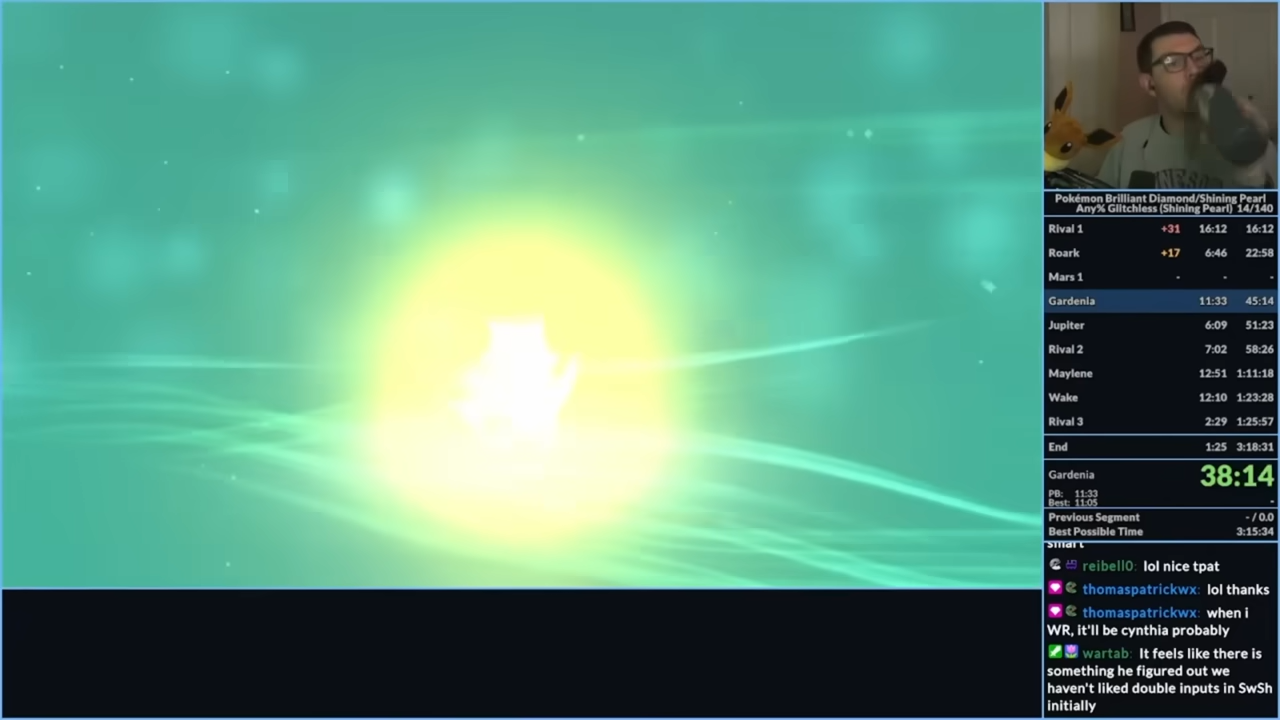 NESO
Pokémon Brilliant Diamond/Shining Pearl
Any% Glitchless (Shining Pearl) 14/140
Rival 1 +31 16:12 16:12
Roark +17 6:46 22:58
Mars 1 - - -
Gardenia 11:33 45:14
Jupiter 6:09 51:23
Rival 2 7:02 58:26
Maylene 12:51 1:11:18
Wake 12:10 1:23:28
Rival 3 2:29 1:25:57
End 1:25 3:18:31
Gardenia 38:14
PB: 11:33
Best: 11:05 -
Previous Segment - / 0.0
Best Possible Time 3:15:34
smart
reibell0: lol nice tpat
thomaspatrickwx: lol thanks
thomaspatrickwx: when i
WR, it'll be cynthia probably
wartab: It feels like there is
something he figured out we
haven't liked double inputs in SwSh
initially